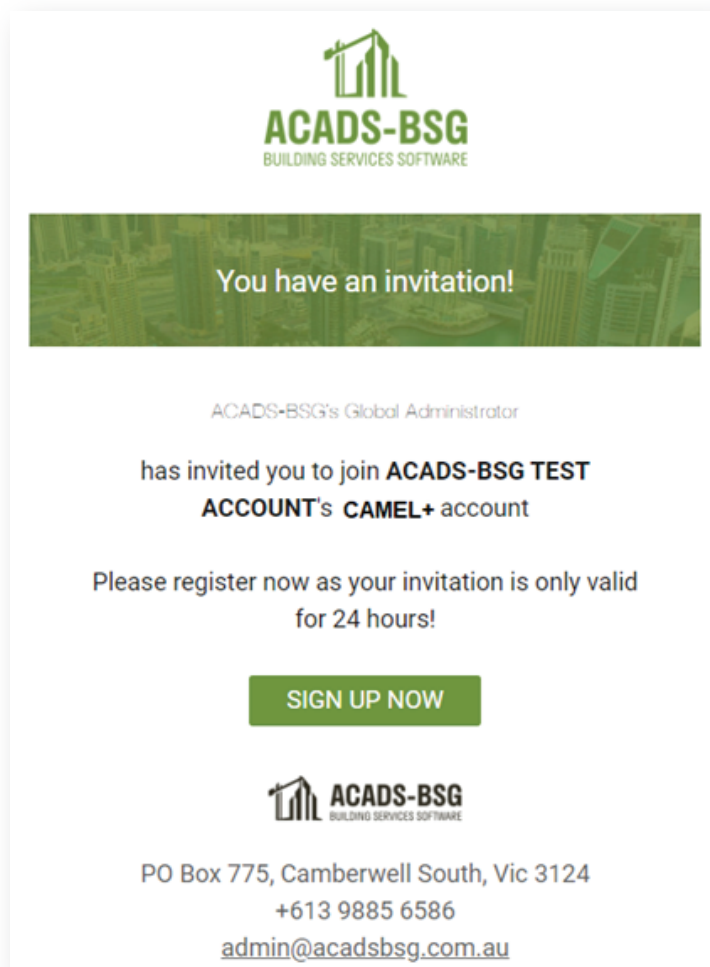 ACADS-BSG
BUILDING SERVICES SOFTWARE
You have an invitation!
ACADS-BSG's Global Administrator
has invited you to join ACADS-BSG TEST
ACCOUNT's CAMEL+ account
Please register now as your invitation is only valid
for 24 hours!
SIGN UP NOW
ACADS-BSG
BUILDING SERVICES SOFTWARE
PO Box 775, Camberwell South, Vic 3124
+613 9885 6586
admin@acadsbsg.com.au